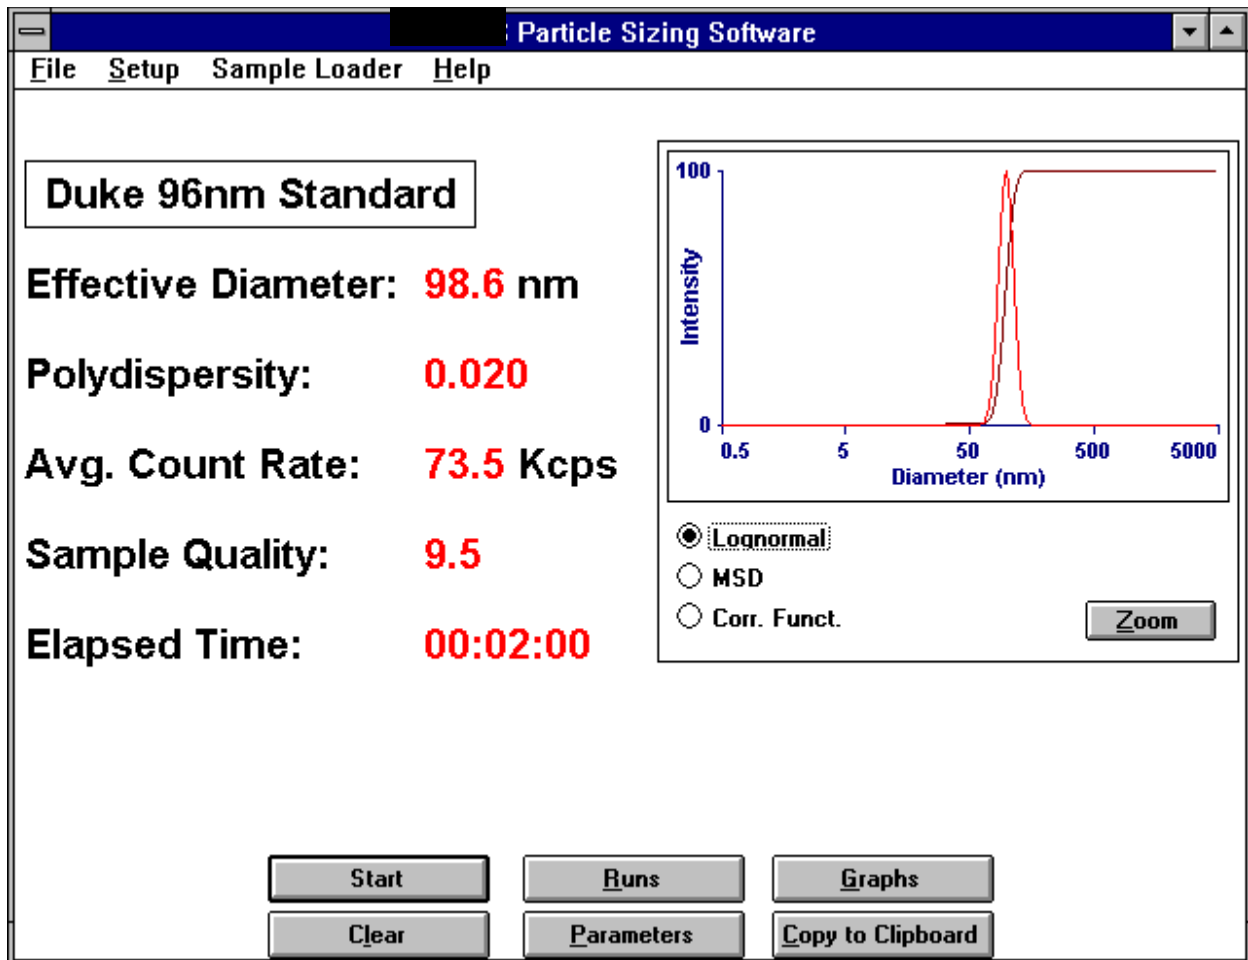 : Particle Sizing Software
File Setup Sample Loader Help
Duke 96nm Standard
Effective Diameter: 98.6 nm
Polydispersity: 0.020
Avg. Count Rate: 73.5 Kcps
Sample Quality: 9.5
Elapsed Time: 00:02:00
100
Intensity
0
0.5 5 50 500 5000
Diameter (nm)
Lognormal
MSD
Corr. Funct.
Zoom
Start Runs Graphs
Clear Parameters Copy to Clipboard